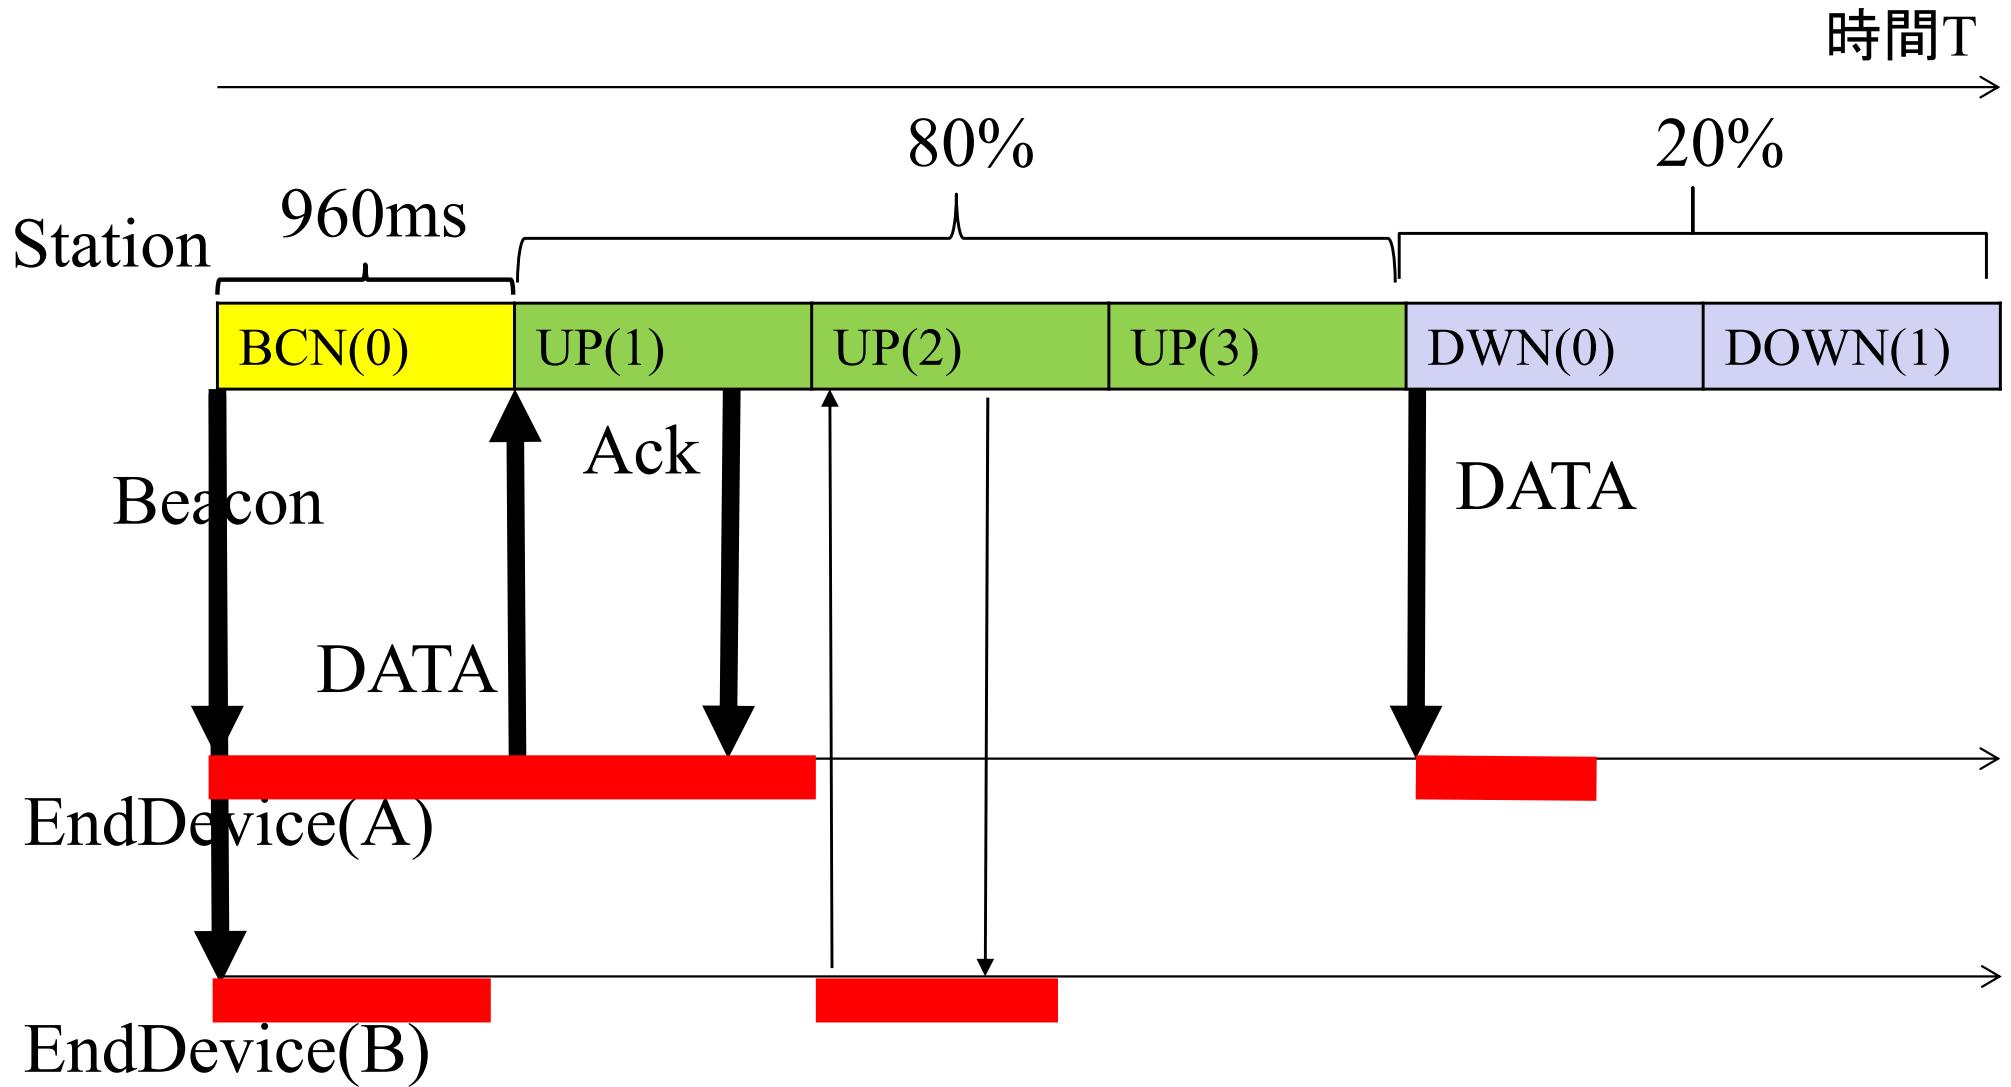 時間T
80%
20%
960ms
Station
BCN(0)
UP(1)
UP(2)
UP(3)
DWN(0)
DOWN(1)
Ack
Beacon
DATA
DATA
EndDevice(A)
EndDevice(B)